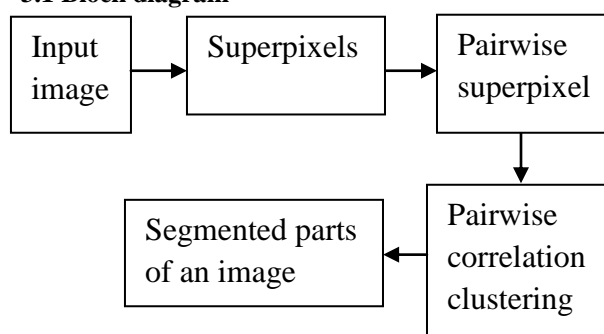 3.1 Block diagram
Input
image
Superpixels
Pairwise
superpixel
Pairwise
correlation
clustering
Segmented parts
of an image